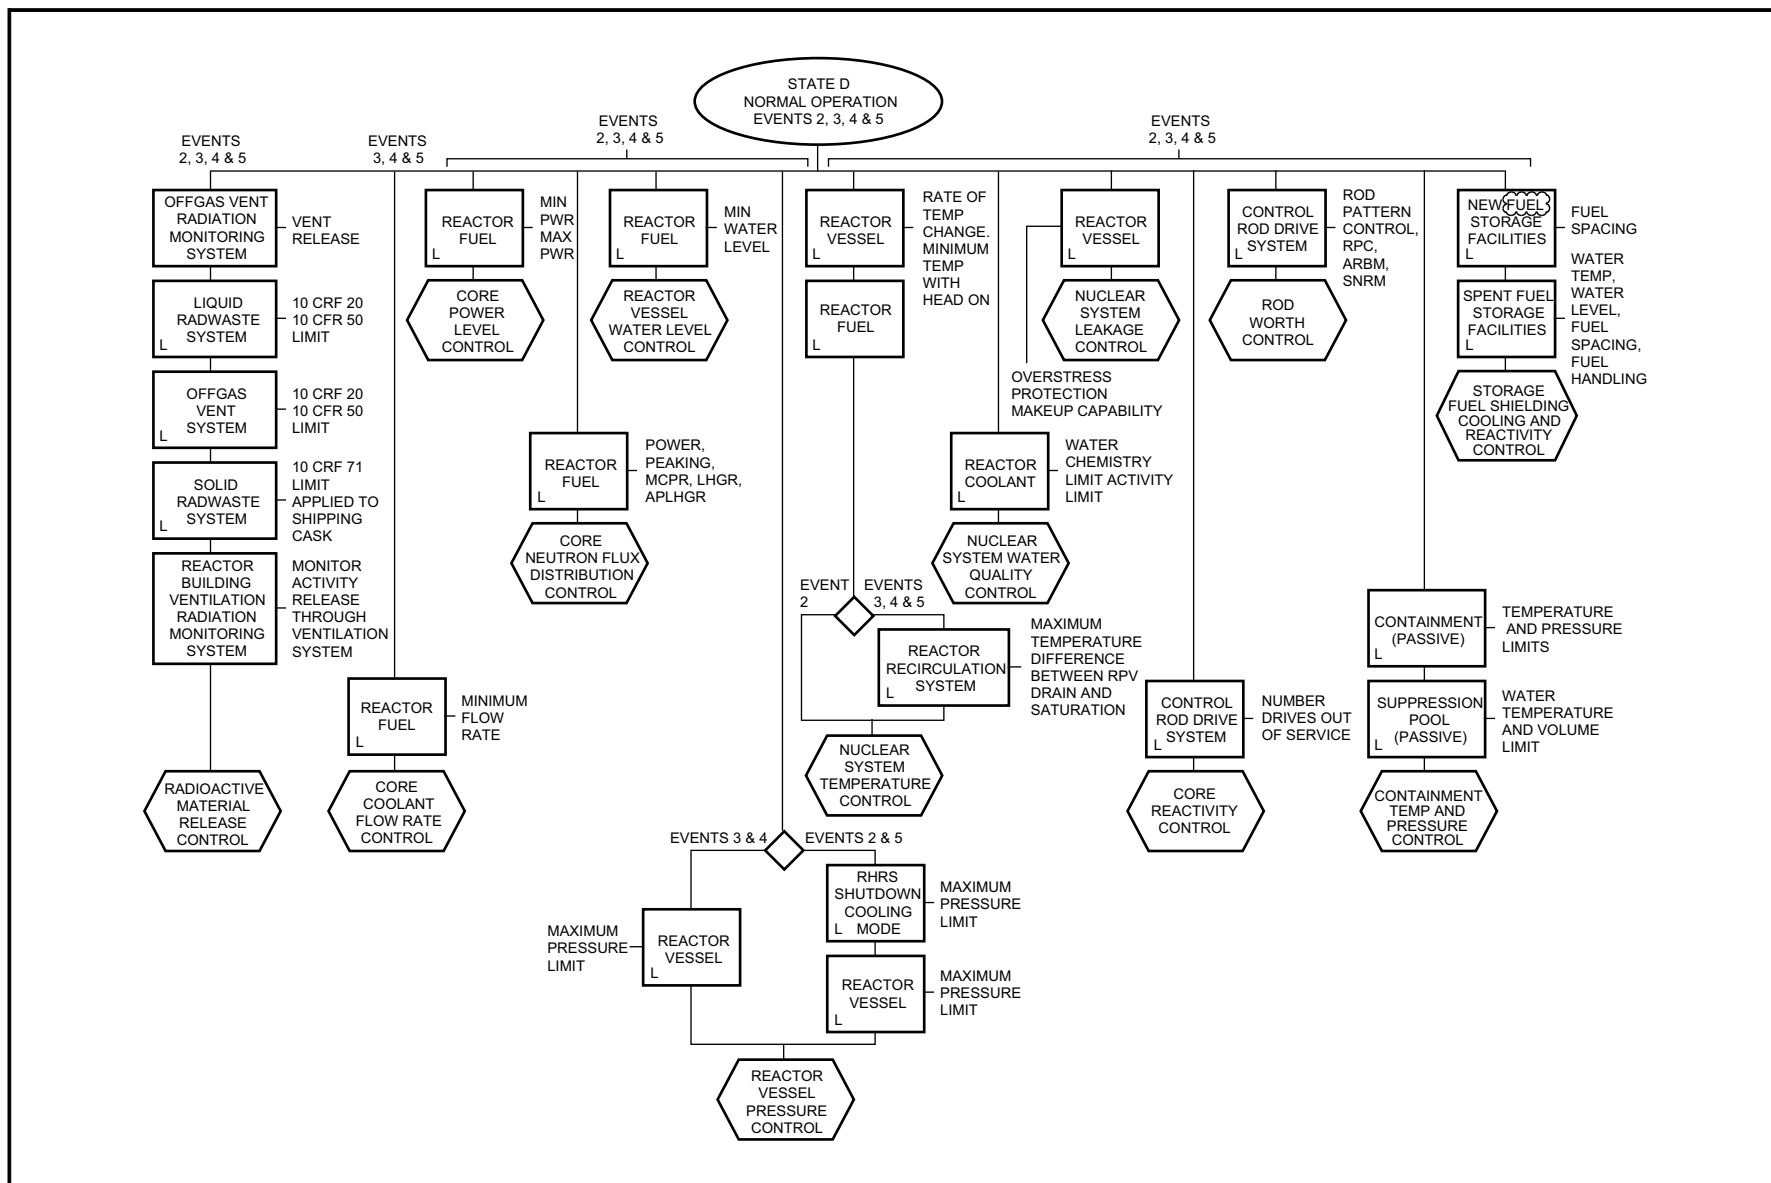 STATE D
NORMAL OPERATION
EVENTS 2, 3, 4 & 5
EVENTS
2, 3, 4 & 5
EVENTS
3, 4 & 5
EVENTS
2, 3, 4 & 5
EVENTS
2, 3, 4 & 5
OFFGAS VENT
RADIATION
MONITORING
SYSTEM
VENT
RELEASE
LIQUID
RADWASTE
SYSTEM
L
10 CRF 20
10 CFR 50
LIMIT
OFFGAS
VENT
SYSTEM
L
10 CRF 20
10 CFR 50
LIMIT
SOLID
RADWASTE
SYSTEM
L
10 CRF 71
LIMIT
APPLIED TO
SHIPPING
CASK
REACTOR
BUILDING
VENTILATION
RADIATION
MONITORING
SYSTEM
MONITOR
ACTIVITY
RELEASE
THROUGH
VENTILATION
SYSTEM
RADIOACTIVE
MATERIAL
RELEASE
CONTROL
REACTOR
FUEL
L
MINIMUM
FLOW
RATE
CORE
COOLANT
FLOW RATE
CONTROL
REACTOR
FUEL
L
MIN
PWR
MAX
PWR
CORE
POWER
LEVEL
CONTROL
REACTOR
FUEL
L
POWER,
PEAKING,
MCPR, LHGR,
APLHGR
CORE
NEUTRON FLUX
DISTRIBUTION
CONTROL
REACTOR
FUEL
L
MIN
WATER
LEVEL
REACTOR
VESSEL
WATER LEVEL
CONTROL
EVENTS 3 & 4
EVENTS 2 & 5
MAXIMUM
PRESSURE
LIMIT
REACTOR
VESSEL
L
RHRS
SHUTDOWN
COOLING
L MODE
MAXIMUM
PRESSURE
LIMIT
REACTOR
VESSEL
L
MAXIMUM
PRESSURE
LIMIT
REACTOR
VESSEL
PRESSURE
CONTROL
REACTOR
VESSEL
L
RATE OF
TEMP
CHANGE.
MINIMUM
TEMP
WITH
HEAD ON
REACTOR
FUEL
L
EVENT
2
EVENTS
3, 4 & 5
REACTOR
RECIRCULATION
SYSTEM
L
MAXIMUM
TEMPERATURE
DIFFERENCE
BETWEEN RPV
DRAIN AND
SATURATION
NUCLEAR
SYSTEM
TEMPERATURE
CONTROL
REACTOR
COOLANT
L
WATER
CHEMISTRY
LIMIT ACTIVITY
LIMIT
NUCLEAR
SYSTEM WATER
QUALITY
CONTROL
REACTOR
VESSEL
L
OVERSTRESS
PROTECTION
MAKEUP CAPABILITY
NUCLEAR
SYSTEM
LEAKAGE
CONTROL
CONTROL
ROD DRIVE
SYSTEM
L
NUMBER
DRIVES OUT
OF SERVICE
CORE
REACTIVITY
CONTROL
CONTROL
ROD DRIVE
SYSTEM
L
ROD
PATTERN
CONTROL,
RPC,
ARBM,
SNRM
ROD
WORTH
CONTROL
CONTAINMENT
(PASSIVE)
L
TEMPERATURE
AND PRESSURE
LIMITS
SUPPRESSION
POOL
(PASSIVE)
L
WATER
TEMPERATURE
AND VOLUME
LIMIT
CONTAINMENT
TEMP AND
PRESSURE
CONTROL
NEW FUEL
STORAGE
FACILITIES
L
FUEL
SPACING
SPENT FUEL
STORAGE
FACILITIES
L
WATER
TEMP,
WATER
LEVEL,
FUEL
SPACING,
FUEL
HANDLING
STORAGE
FUEL SHIELDING
COOLING AND
REACTIVITY
CONTROL